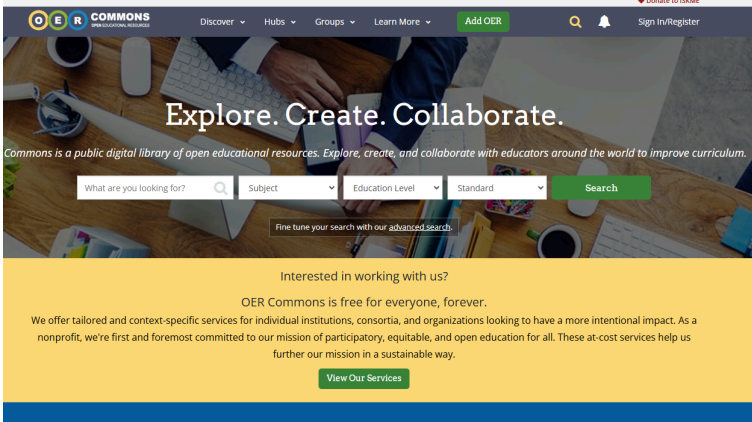 Donate to ISKME
OER COMMONS
OPEN EDUCATIONAL RESOURCES
Discover Hubs Groups Learn More Add OER Sign In/Register
Explore. Create. Collaborate.
Commons is a public digital library of open educational resources. Explore, create, and collaborate with educators around the world to improve curriculum.
What are you looking for? Subject Education Level Standard Search
Fine tune your search with our advanced search.
Interested in working with us?
OER Commons is free for everyone, forever.
We offer tailored and context-specific services for individual institutions, consortia, and organizations looking to have a more intentional impact. As a
nonprofit, we're first and foremost committed to our mission of participatory, equitable, and open education for all. These at-cost services help us
further our mission in a sustainable way.
View Our Services